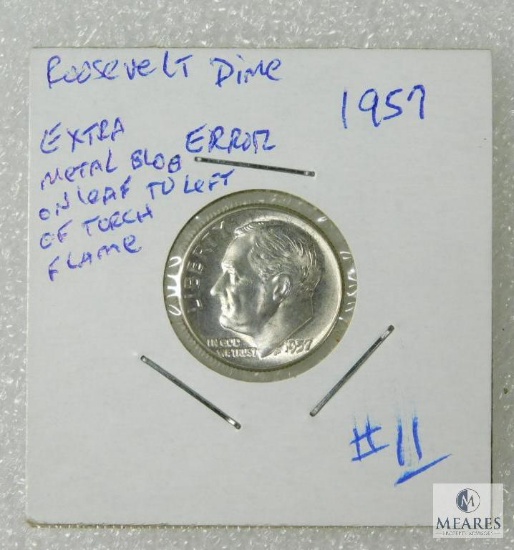 Roosevelt Dime
1957
EXTRA ERROR
METAL BLOB
ON LEAF TO LEFT
OF TORCH
FLAME
LIBERTY
IN GOD
WE TRUST
1957
#11
M
MEARES